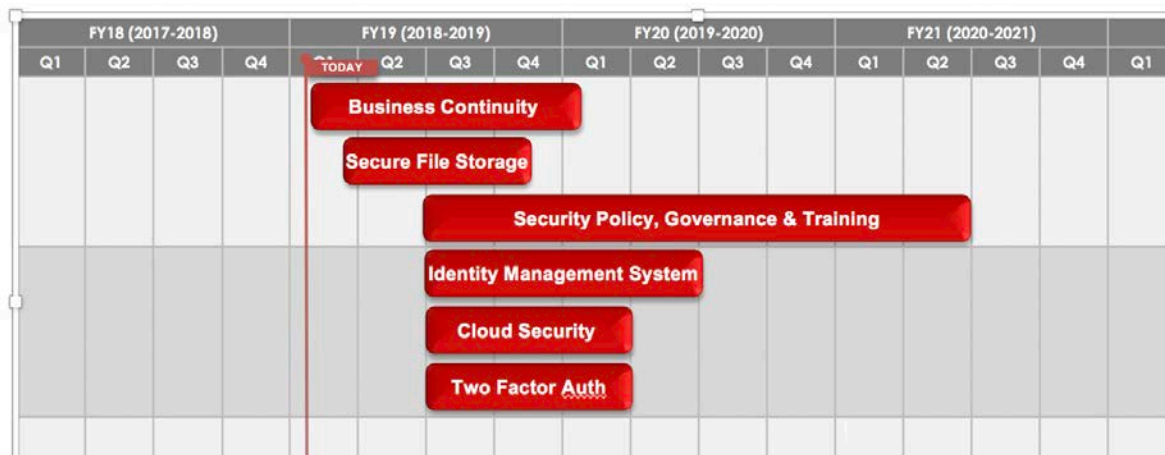 FY18 (2017-2018) FY19 (2018-2019) FY20 (2019-2020) FY21 (2020-2021)
Q1 Q2 Q3 Q4 Q1 Q2 Q3 Q4 Q1 Q2 Q3 Q4 Q1 Q2 Q3 Q4 Q1
TODAY
Business Continuity
Secure File Storage
Security Policy, Governance & Training
Identity Management System
Cloud Security
Two Factor Auth